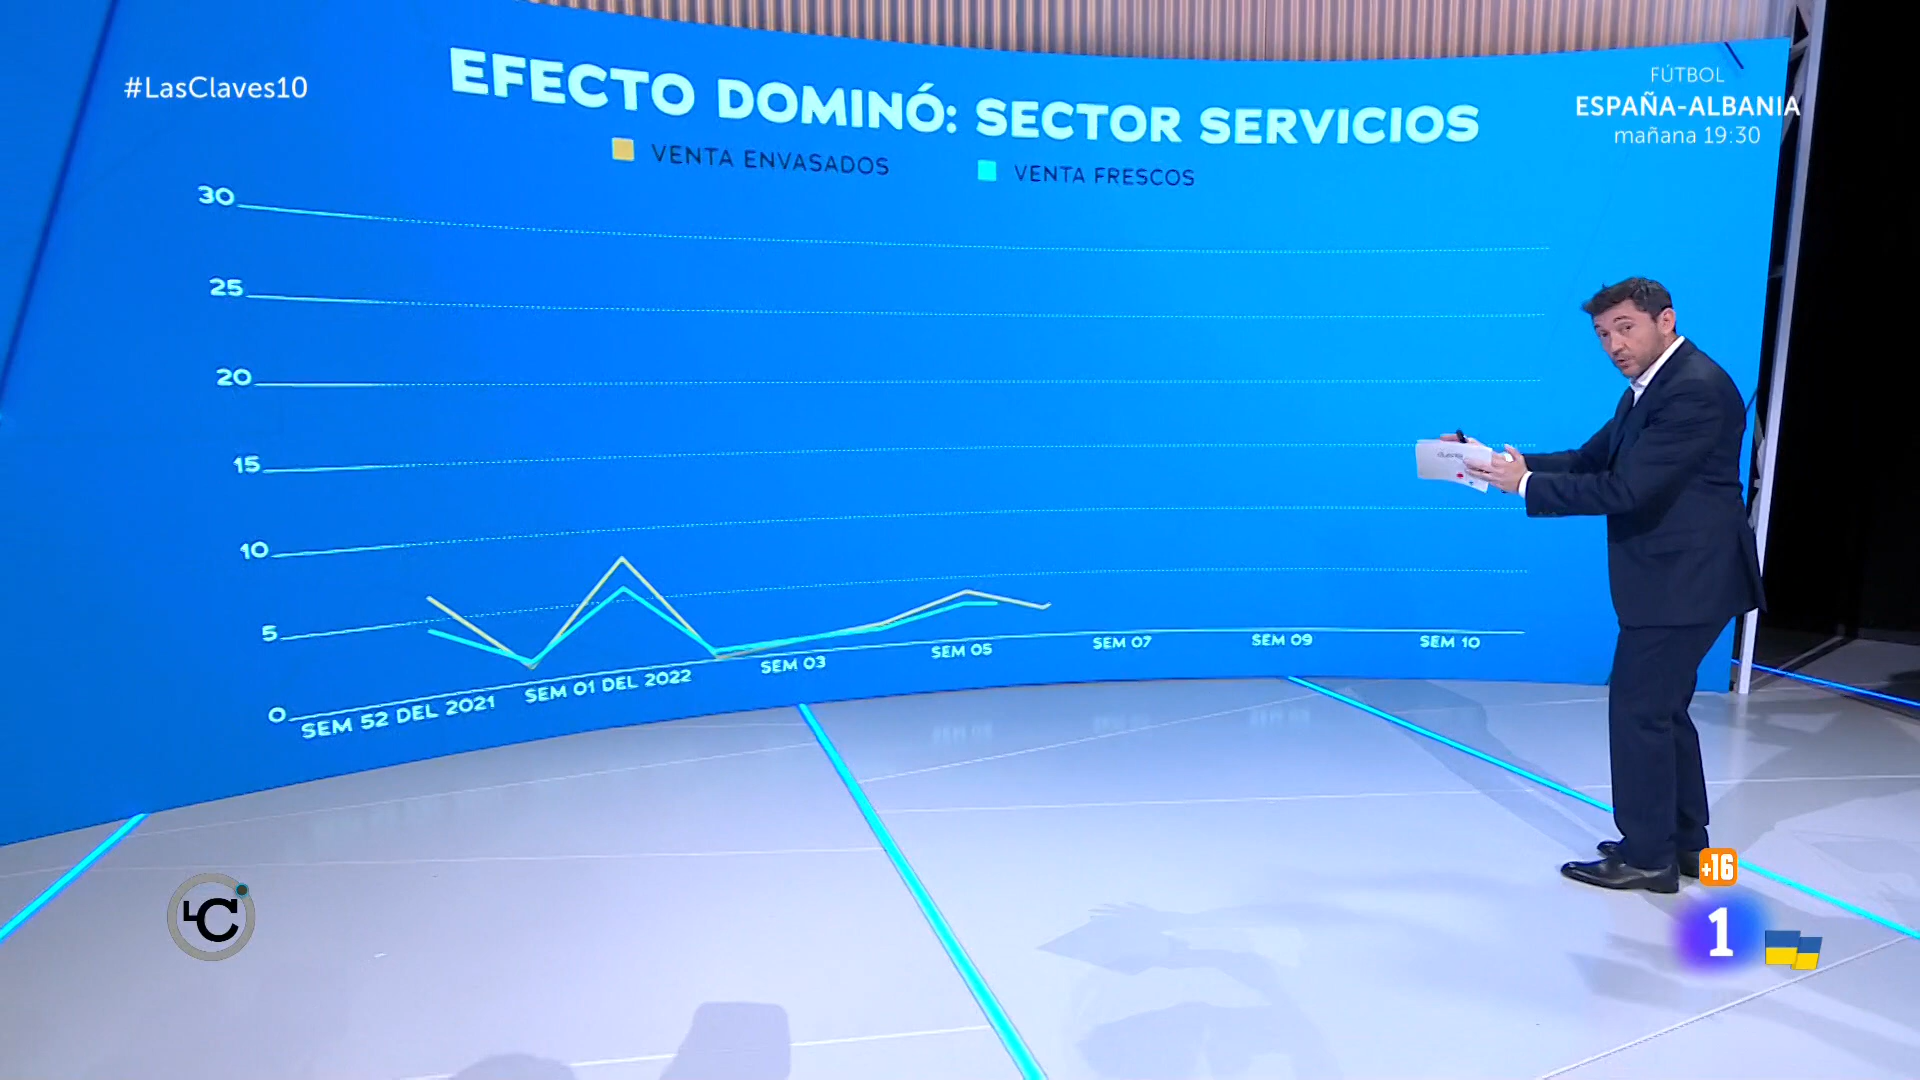 #LasClaves10
EFECTO DOMINÓ: SECTOR SERVICIOS
FÚTBOL
ESPAÑA-ALBANIA
mañana 19:30
VENTA ENVASADOS
VENTA FRESCOS
30
25
20
15
10
5
0
SEM 52 DEL 2021
SEM 01 DEL 2022
SEM 03
SEM 05
SEM 07
SEM 09
SEM 10
LC
+16
1